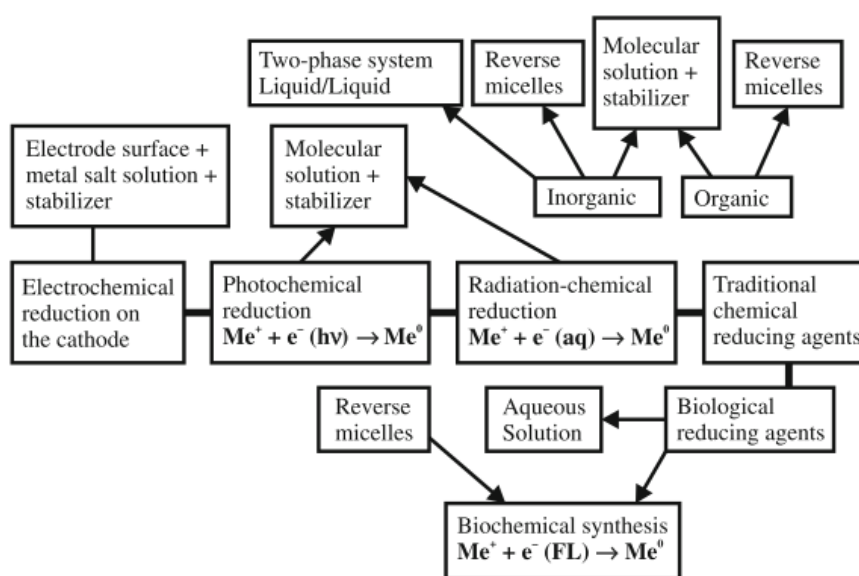 Two-phase system
Liquid/Liquid
Reverse
micelles
Molecular
solution +
stabilizer
Reverse
micelles
Electrode surface +
metal salt solution +
stabilizer
Molecular
solution +
stabilizer
Inorganic
Organic
Electrochemical
reduction on
the cathode
Photochemical
reduction
Me⁺ + e⁻ (hν) → Me⁰
Radiation-chemical
reduction
Me⁺ + e⁻ (aq) → Me⁰
Traditional
chemical
reducing agents
Reverse
micelles
Aqueous
Solution
Biological
reducing agents
Biochemical synthesis
Me⁺ + e⁻ (FL) → Me⁰